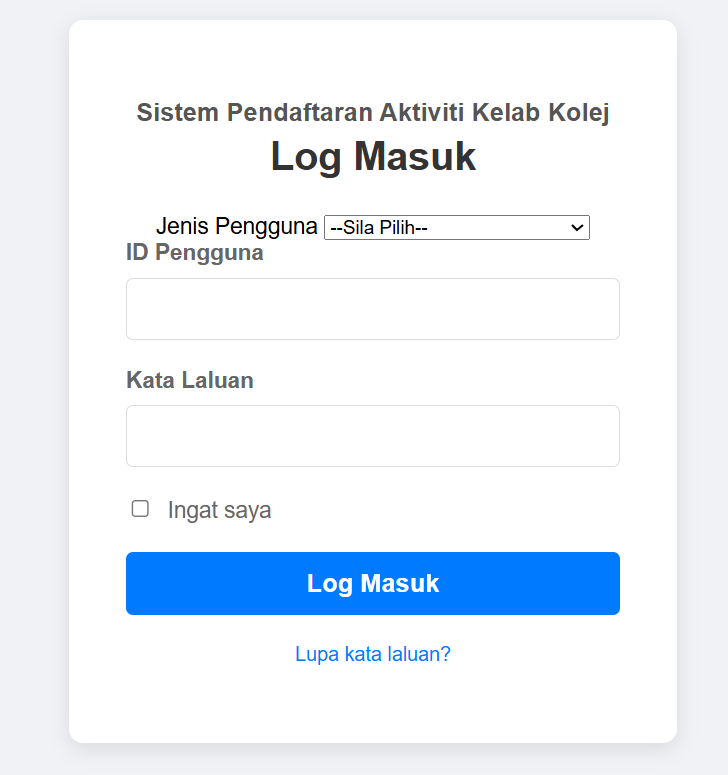 Sistem Pendaftaran Aktiviti Kelab Kolej
Log Masuk
Jenis Pengguna --Sila Pilih--
ID Pengguna
Kata Laluan
Ingat saya
Log Masuk
Lupa kata laluan?